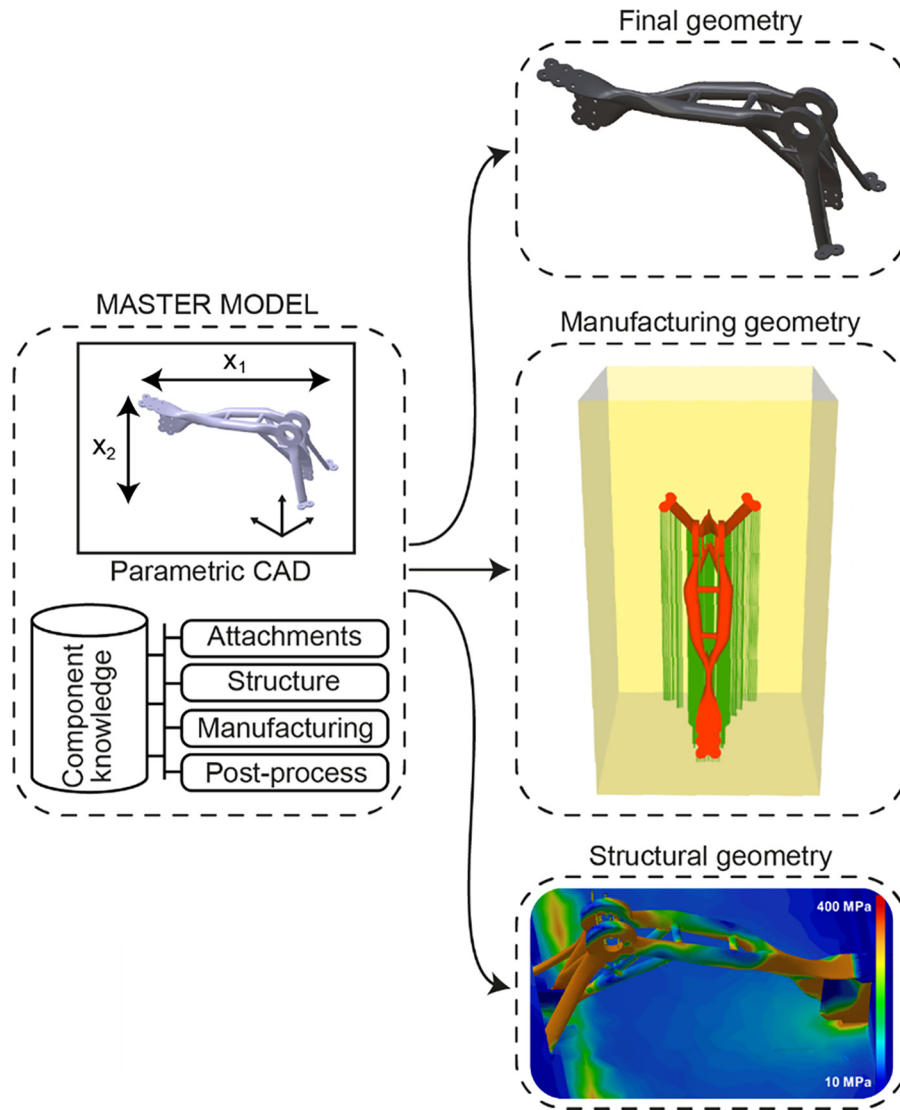 Final geometry
MASTER MODEL
x1
x2
Parametric CAD
Component
knowledge
Attachments
Structure
Manufacturing
Post-process
Manufacturing geometry
Structural geometry
400 MPa
10 MPa